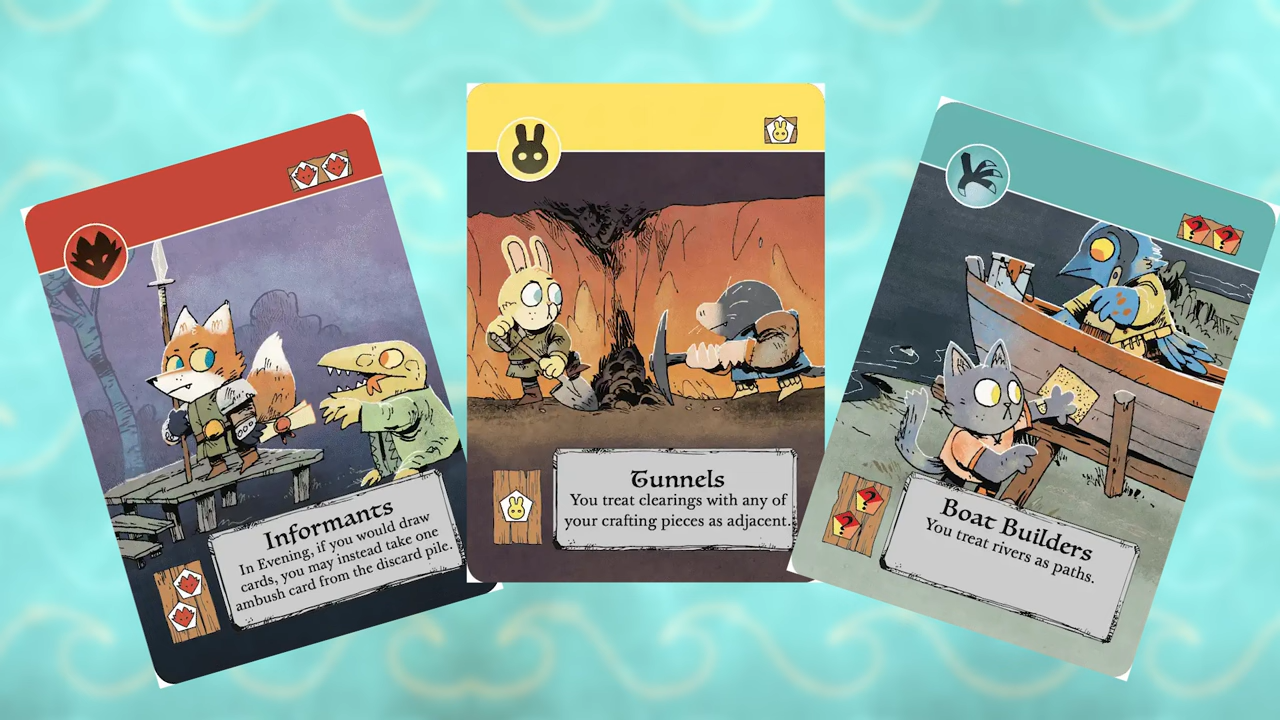 Informants
In Evening, if you would draw
cards, you may instead take one
ambush card from the discard pile.
Tunnels
You treat clearings with any of
your crafting pieces as adjacent.
? ?
?
?
Boat Builders
You treat rivers as paths.